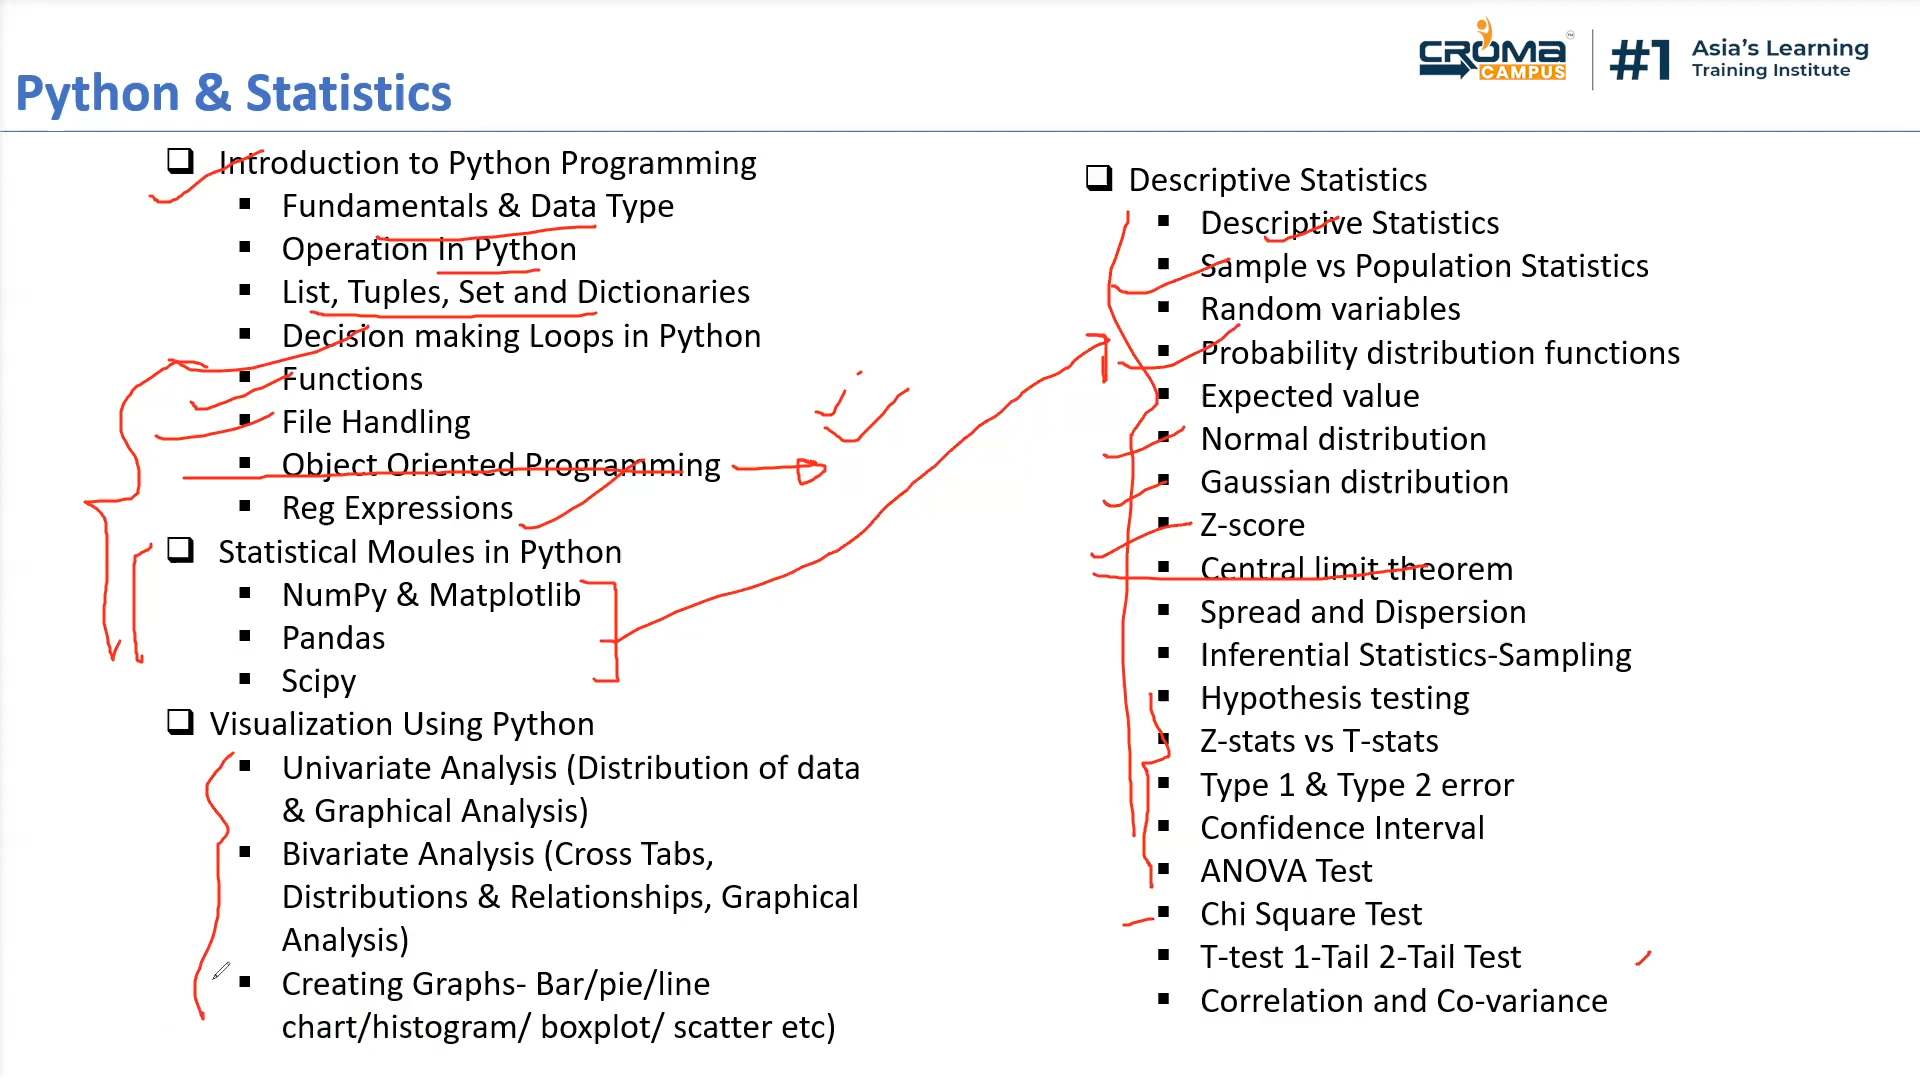 CROMA CAMPUS
#1
Asia's Learning
Training Institute
Python & Statistics
Introduction to Python Programming
Fundamentals & Data Type
Operation In Python
List, Tuples, Set and Dictionaries
Decision making Loops in Python
Functions
File Handling
Object Oriented Programming
Reg Expressions
Statistical Moules in Python
NumPy & Matplotlib
Pandas
Scipy
Visualization Using Python
Univariate Analysis (Distribution of data
& Graphical Analysis)
Bivariate Analysis (Cross Tabs,
Distributions & Relationships, Graphical
Analysis)
Creating Graphs- Bar/pie/line
chart/histogram/ boxplot/ scatter etc)
Descriptive Statistics
Descriptive Statistics
Sample vs Population Statistics
Random variables
Probability distribution functions
Expected value
Normal distribution
Gaussian distribution
Z-score
Central limit theorem
Spread and Dispersion
Inferential Statistics-Sampling
Hypothesis testing
Z-stats vs T-stats
Type 1 & Type 2 error
Confidence Interval
ANOVA Test
Chi Square Test
T-test 1-Tail 2-Tail Test
Correlation and Co-variance